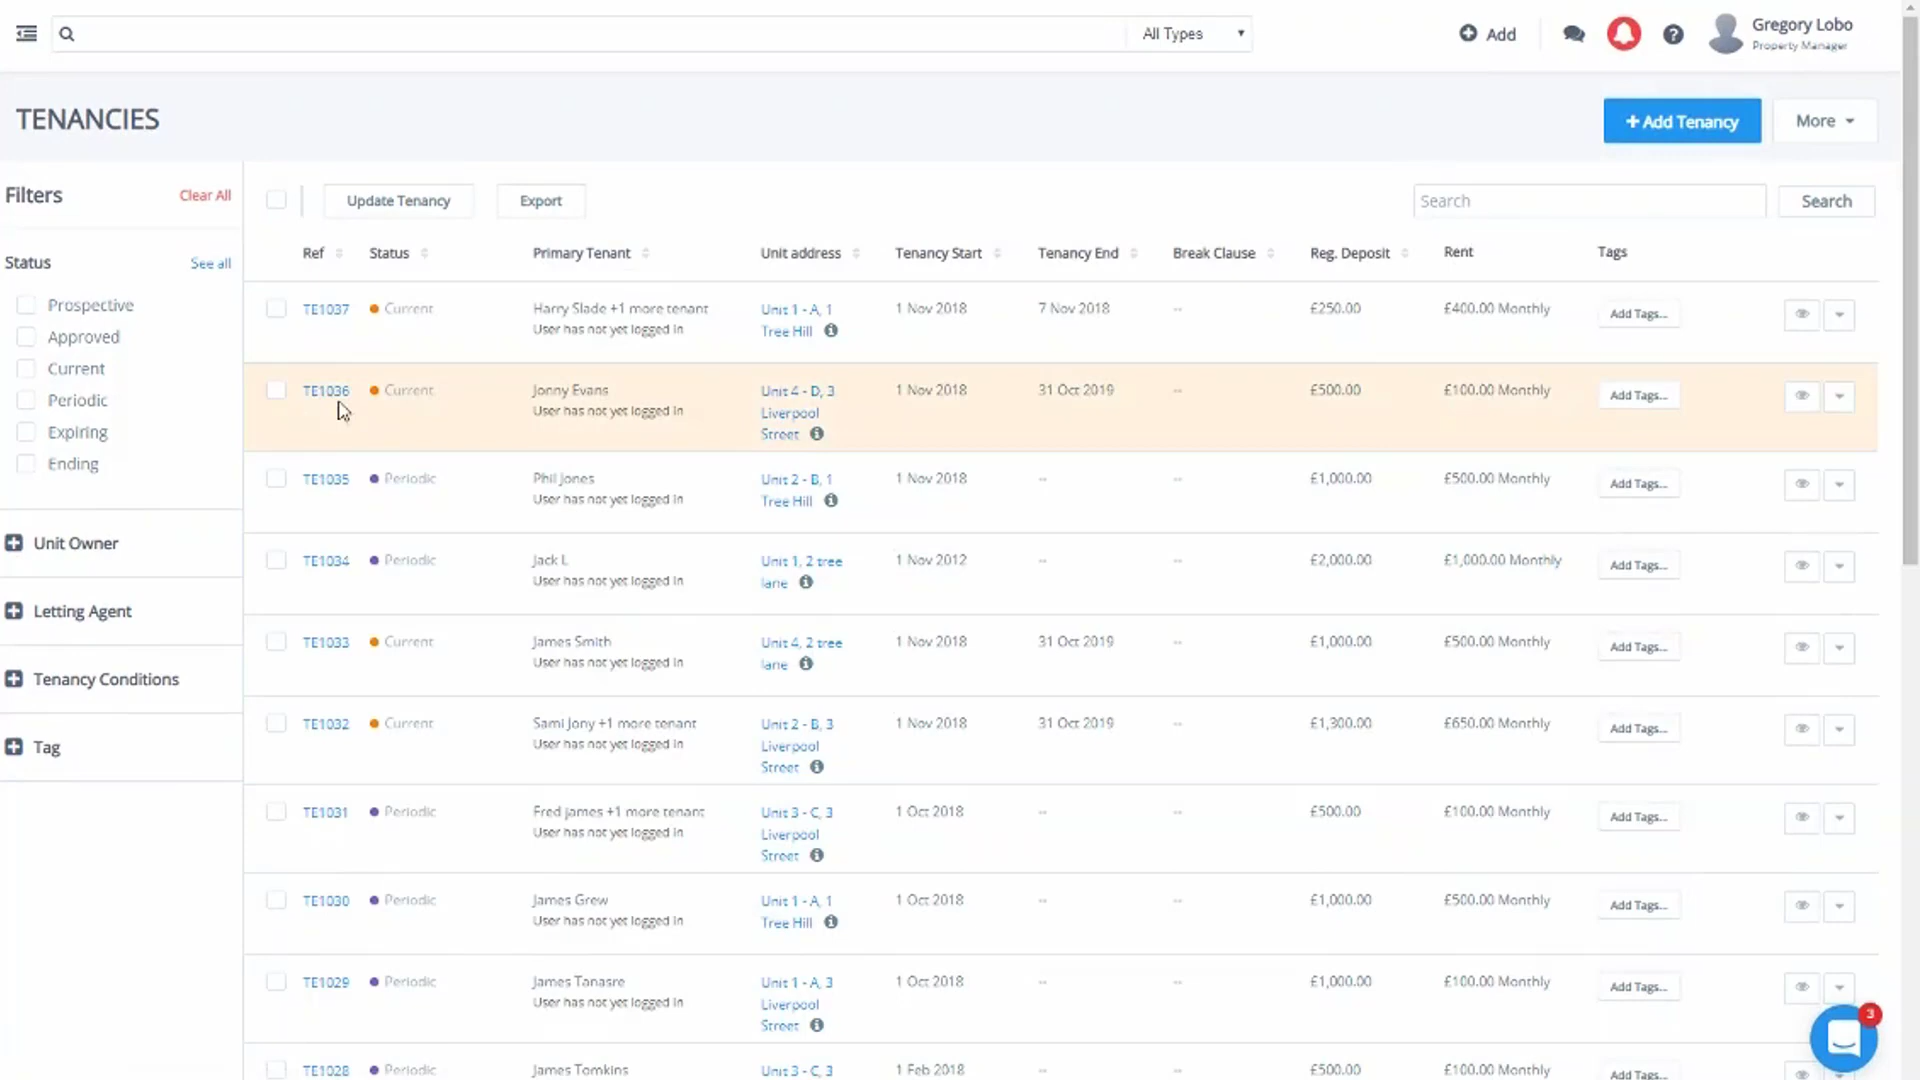 All Types
Add
Gregory Lobo
Property Manager
TENANCIES
+ Add Tenancy
More
Filters
Clear All
Status
See all
Prospective
Approved
Current
Periodic
Expiring
Ending
Unit Owner
Letting Agent
Tenancy Conditions
Tag
Update Tenancy
Export
Search
Search
Ref Status Primary Tenant Unit address Tenancy Start Tenancy End Break Clause Reg. Deposit Rent Tags
TE1037 Current Harry Slade +1 more tenant Unit 1 - A, 1 1 Nov 2018 7 Nov 2018 -- £250.00 £400.00 Monthly Add Tags...
User has not yet logged in Tree Hill
TE1036 Current Jonny Evans Unit 4 - D, 3 1 Nov 2018 31 Oct 2019 -- £500.00 £100.00 Monthly Add Tags...
User has not yet logged in Liverpool
Street
TE1035 Periodic Phil Jones Unit 2 - B, 1 1 Nov 2018 -- -- £1,000.00 £500.00 Monthly Add Tags...
User has not yet logged in Tree Hill
TE1034 Periodic Jack L Unit 1, 2 tree 1 Nov 2012 -- -- £2,000.00 £1,000.00 Monthly Add Tags...
User has not yet logged in lane
TE1033 Current James Smith Unit 4, 2 tree 1 Nov 2018 31 Oct 2019 -- £1,000.00 £500.00 Monthly Add Tags...
User has not yet logged in lane
TE1032 Current Sami Jony +1 more tenant Unit 2 - B, 3 1 Nov 2018 31 Oct 2019 -- £1,300.00 £650.00 Monthly Add Tags...
User has not yet logged in Liverpool
Street
TE1031 Periodic Fred james +1 more tenant Unit 3 - C, 3 1 Oct 2018 -- -- £500.00 £100.00 Monthly Add Tags...
User has not yet logged in Liverpool
Street
TE1030 Periodic James Grew Unit 1 - A, 1 1 Oct 2018 -- -- £1,000.00 £500.00 Monthly Add Tags...
User has not yet logged in Tree Hill
TE1029 Periodic James Tanasre Unit 1 - A, 3 1 Oct 2018 -- -- £1,000.00 £100.00 Monthly Add Tags...
User has not yet logged in Liverpool
Street
3
TE1028 Periodic James Tomkins Unit 3 - C, 3 1 Feb 2018 -- -- £500.00 £100.00 Monthly Add Tags...